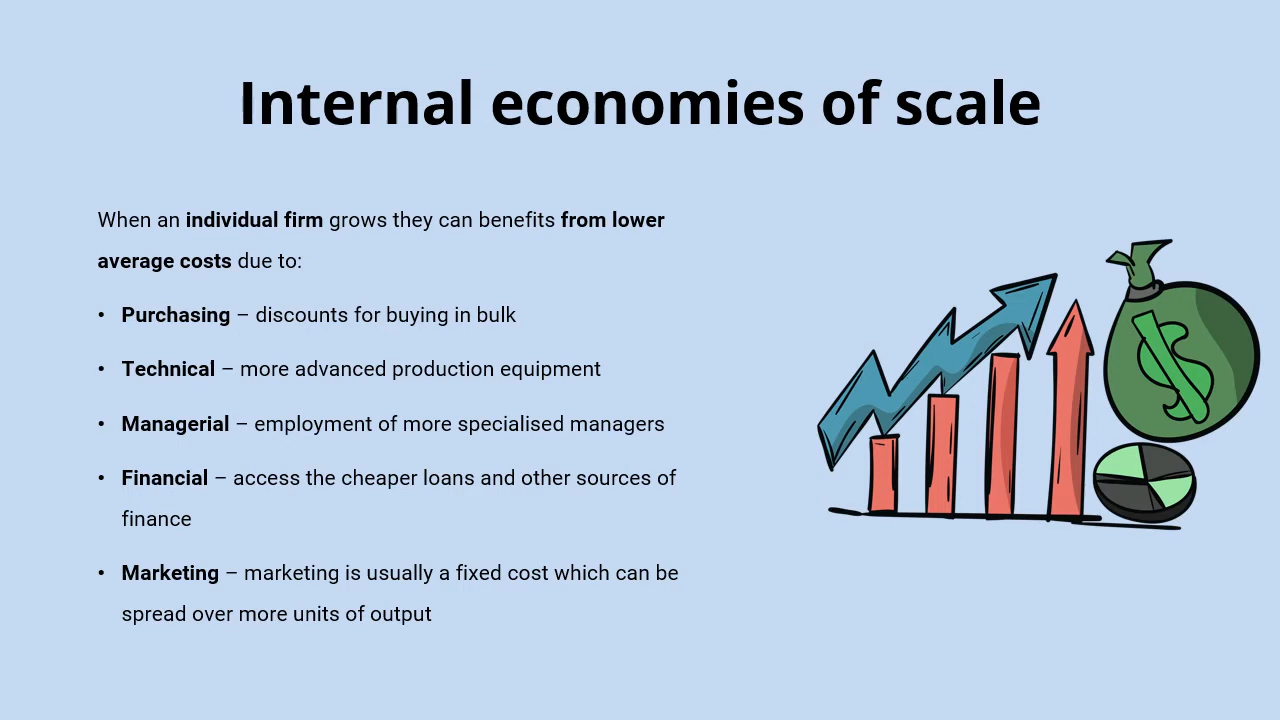 Internal economies of scale
When an individual firm grows they can benefits from lower
average costs due to:
• Purchasing – discounts for buying in bulk
• Technical – more advanced production equipment
• Managerial – employment of more specialised managers
• Financial – access the cheaper loans and other sources of
finance
• Marketing – marketing is usually a fixed cost which can be
spread over more units of output
$